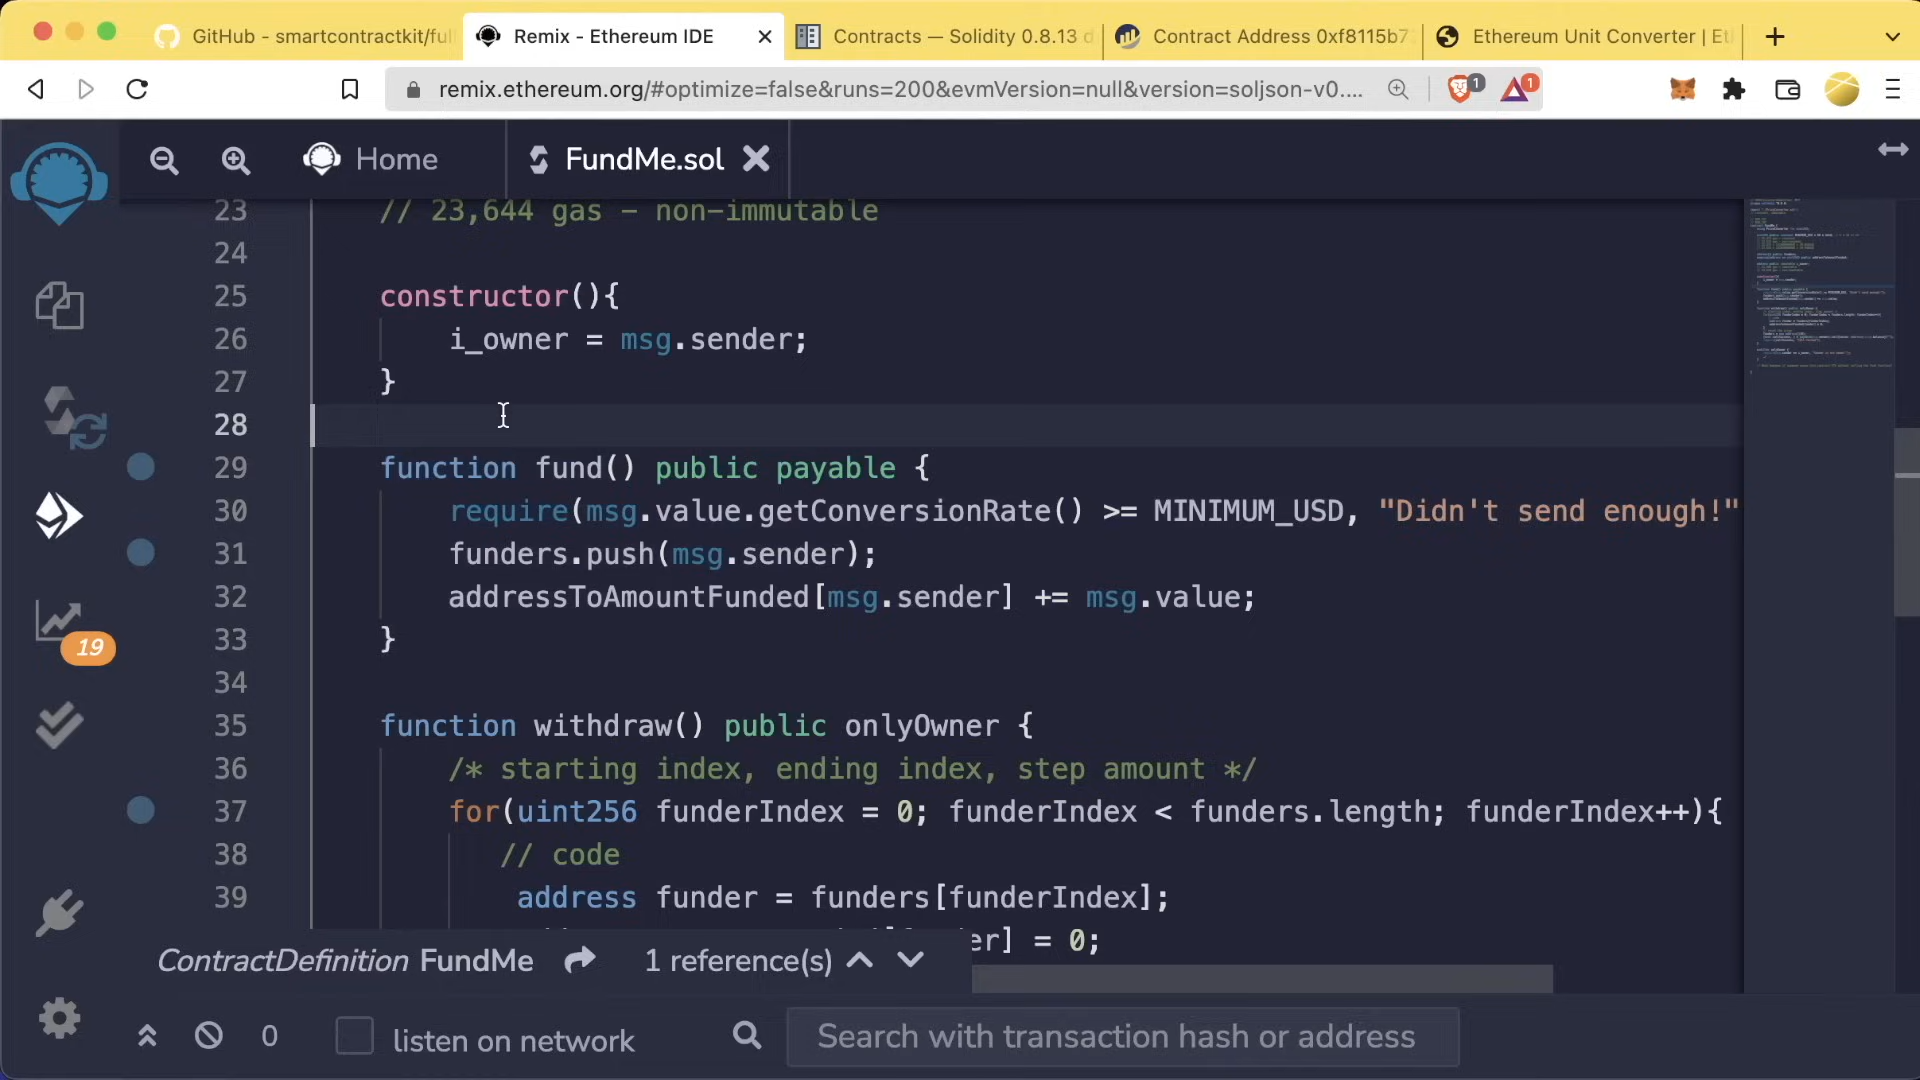 GitHub - smartcontractkit/full
Remix - Ethereum IDE
Contracts — Solidity 0.8.13 d
Contract Address 0xf8115b7
Ethereum Unit Converter | Et
remix.ethereum.org/#optimize=false&runs=200&evmVersion=null&version=soljson-v0....
1
1
Home
FundMe.sol
23 // 23,644 gas - non-immutable
24
25 constructor(){
26 i_owner = msg.sender;
27 }
28
29 function fund() public payable {
30 require(msg.value.getConversionRate() >= MINIMUM_USD, "Didn't send enough!"
31 funders.push(msg.sender);
32 addressToAmountFunded[msg.sender] += msg.value;
33 }
34
35 function withdraw() public onlyOwner {
36 /* starting index, ending index, step amount */
37 for(uint256 funderIndex = 0; funderIndex < funders.length; funderIndex++){
38 // code
39 address funder = funders[funderIndex];
er] = 0;
19
ContractDefinition FundMe 1 reference(s)
0 listen on network Search with transaction hash or address